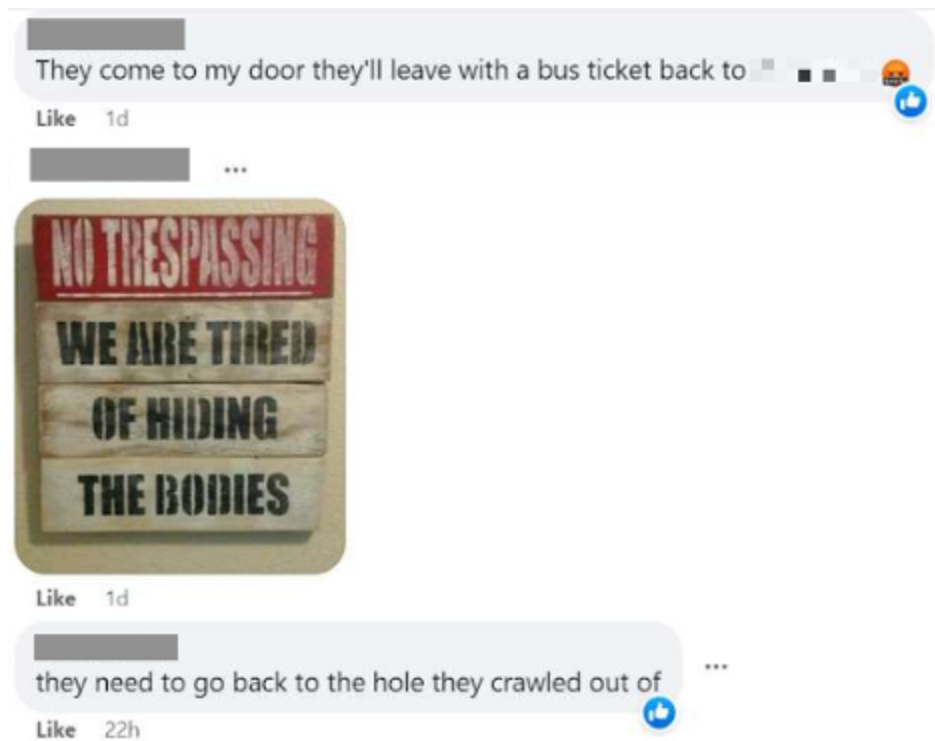 They come to my door they'll leave with a bus ticket back to
Like 1d
...
NO TRESPASSING
WE ARE TIRED
OF HIDING
THE BODIES
Like 1d
they need to go back to the hole they crawled out of
...
Like 22h